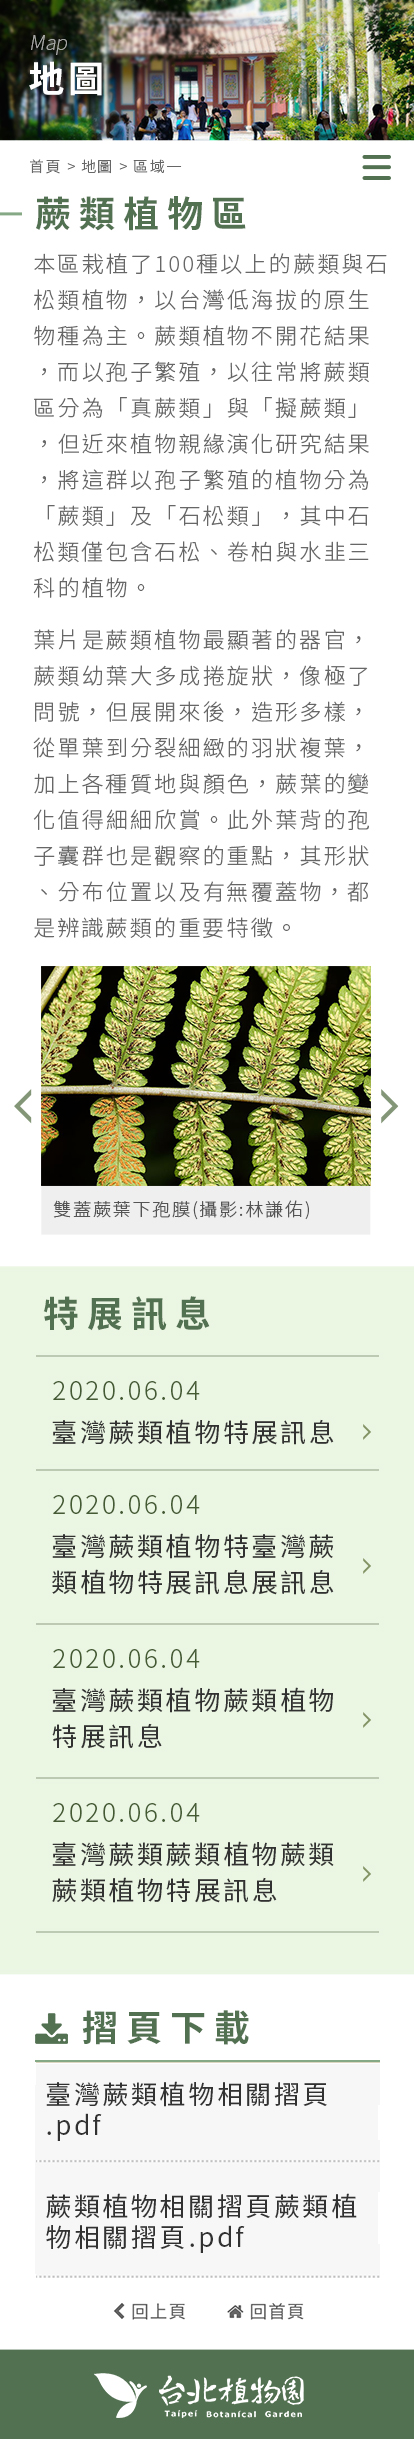 Map
地圖
首頁 > 地圖 > 區域一
蕨類植物區
本區栽植了100種以上的蕨類與石
松類植物，以台灣低海拔的原生
物種為主。蕨類植物不開花結果
，而以孢子繁殖，以往常將蕨類
區分為「真蕨類」與「擬蕨類」
，但近來植物親緣演化研究結果
，將這群以孢子繁殖的植物分為
「蕨類」及「石松類」，其中石
松類僅包含石松、卷柏與水韭三
科的植物。
葉片是蕨類植物最顯著的器官，
蕨類幼葉大多成捲旋狀，像極了
問號，但展開來後，造形多樣，
從單葉到分裂細緻的羽狀複葉，
加上各種質地與顏色，蕨葉的變
化值得細細欣賞。此外葉背的孢
子囊群也是觀察的重點，其形狀
、分布位置以及有無覆蓋物，都
是辨識蕨類的重要特徵。
雙蓋蕨葉下孢膜(攝影:林謙佑)
特展訊息
2020.06.04
臺灣蕨類植物特展訊息
2020.06.04
臺灣蕨類植物特臺灣蕨
類植物特展訊息展訊息
2020.06.04
臺灣蕨類植物蕨類植物
特展訊息
2020.06.04
臺灣蕨類蕨類植物蕨類
蕨類植物特展訊息
摺頁下載
臺灣蕨類植物相關摺頁
.pdf
蕨類植物相關摺頁蕨類植
物相關摺頁.pdf
回上頁 回首頁
台北植物園
Taipei Botanical Garden